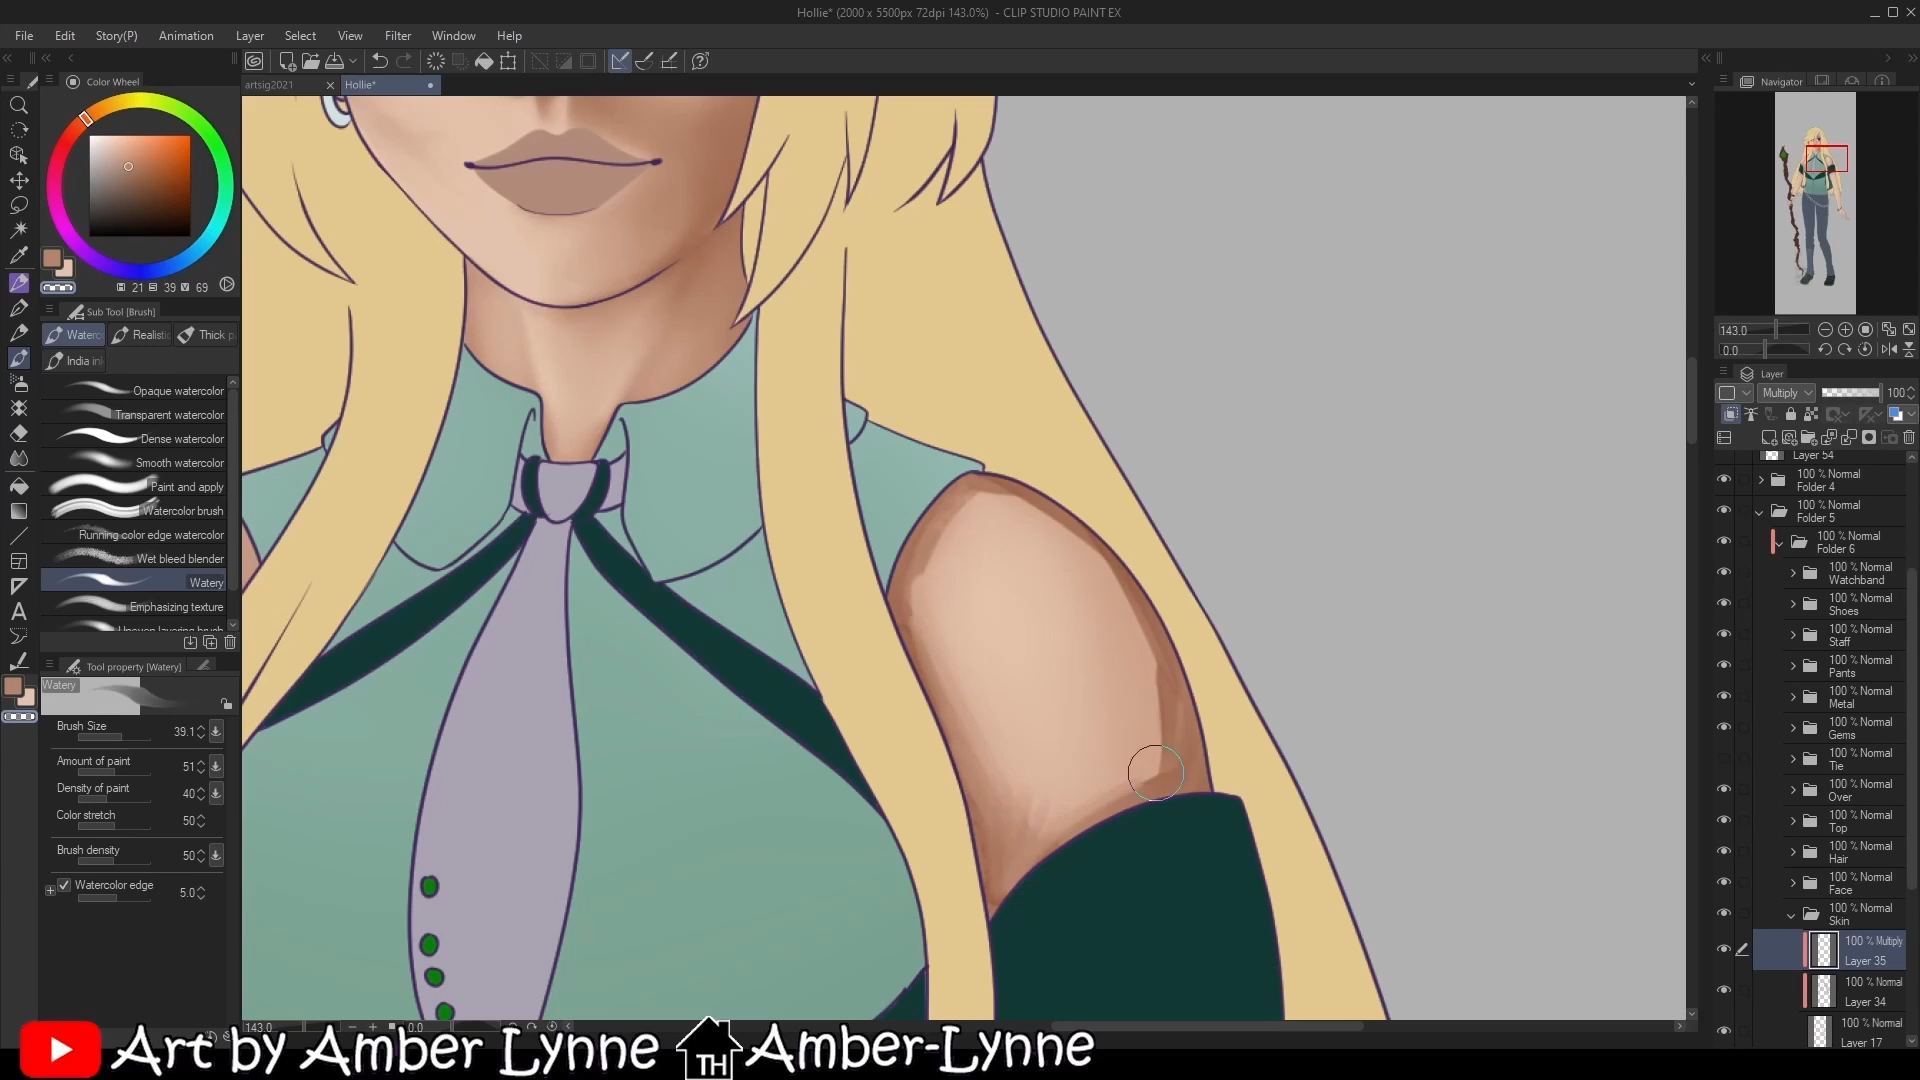 Hollie* (2000 x 5500px 72dpi 143.0%) - CLIP STUDIO PAINT EX
File Edit Story(P) Animation Layer Select View Filter Window Help
artsig2021 Hollie*
Color Wheel
Navigator
21 39 69
Sub Tool [Brush]
Waterc Realistic Thick p
India in
Opaque watercolor
Transparent watercolor
Dense watercolor
Smooth watercolor
Paint and apply
Watercolor brush
Running color edge watercolor
Wet bleed blender
Watery
Emphasizing texture
Uneven layering brush
Tool property [Watery]
Watery
Brush Size 39.1
Amount of paint 51
Density of paint 40
Color stretch 50
Brush density 50
Watercolor edge 5.0
143.0
0.0
Layer
Multiply 100
Layer 54
100 % Normal
Folder 4
100 % Normal
Folder 5
100 % Normal
Folder 6
100 % Normal
Watchband
100 % Normal
Shoes
100 % Normal
Staff
100 % Normal
Pants
100 % Normal
Metal
100 % Normal
Gems
100 % Normal
Tie
100 % Normal
Over
100 % Normal
Top
100 % Normal
Hair
100 % Normal
Face
100 % Normal
Skin
100 % Multiply
Layer 35
100 % Normal
Layer 34
100 % Normal
Layer 17
143.0 0.0
Art by Amber Lynne TH Amber-Lynne